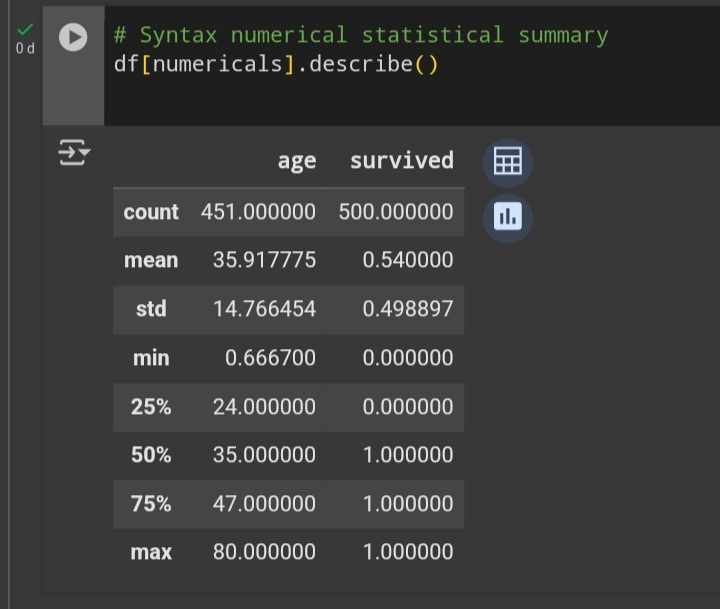 # Syntax numerical statistical summary
0 d
df[numericals].describe()
age survived
count 451.000000 500.000000
mean 35.917775 0.540000
std 14.766454 0.498897
min 0.666700 0.000000
25% 24.000000 0.000000
50% 35.000000 1.000000
75% 47.000000 1.000000
max 80.000000 1.000000